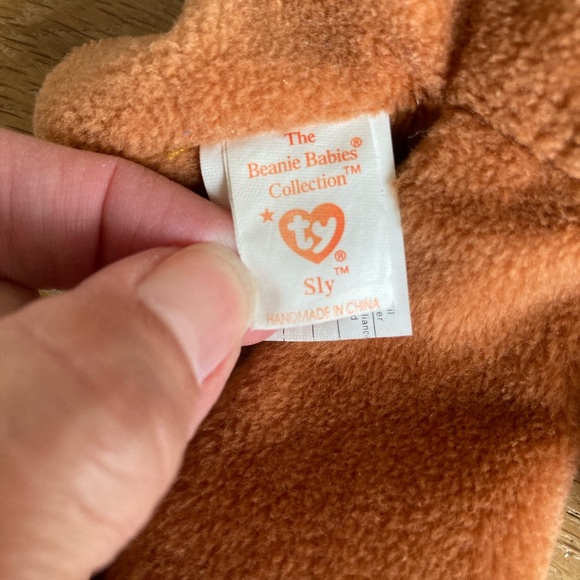 The
Beanie Babies®
Collection™
★ ty ®
Sly™
HANDMADE IN CHINA